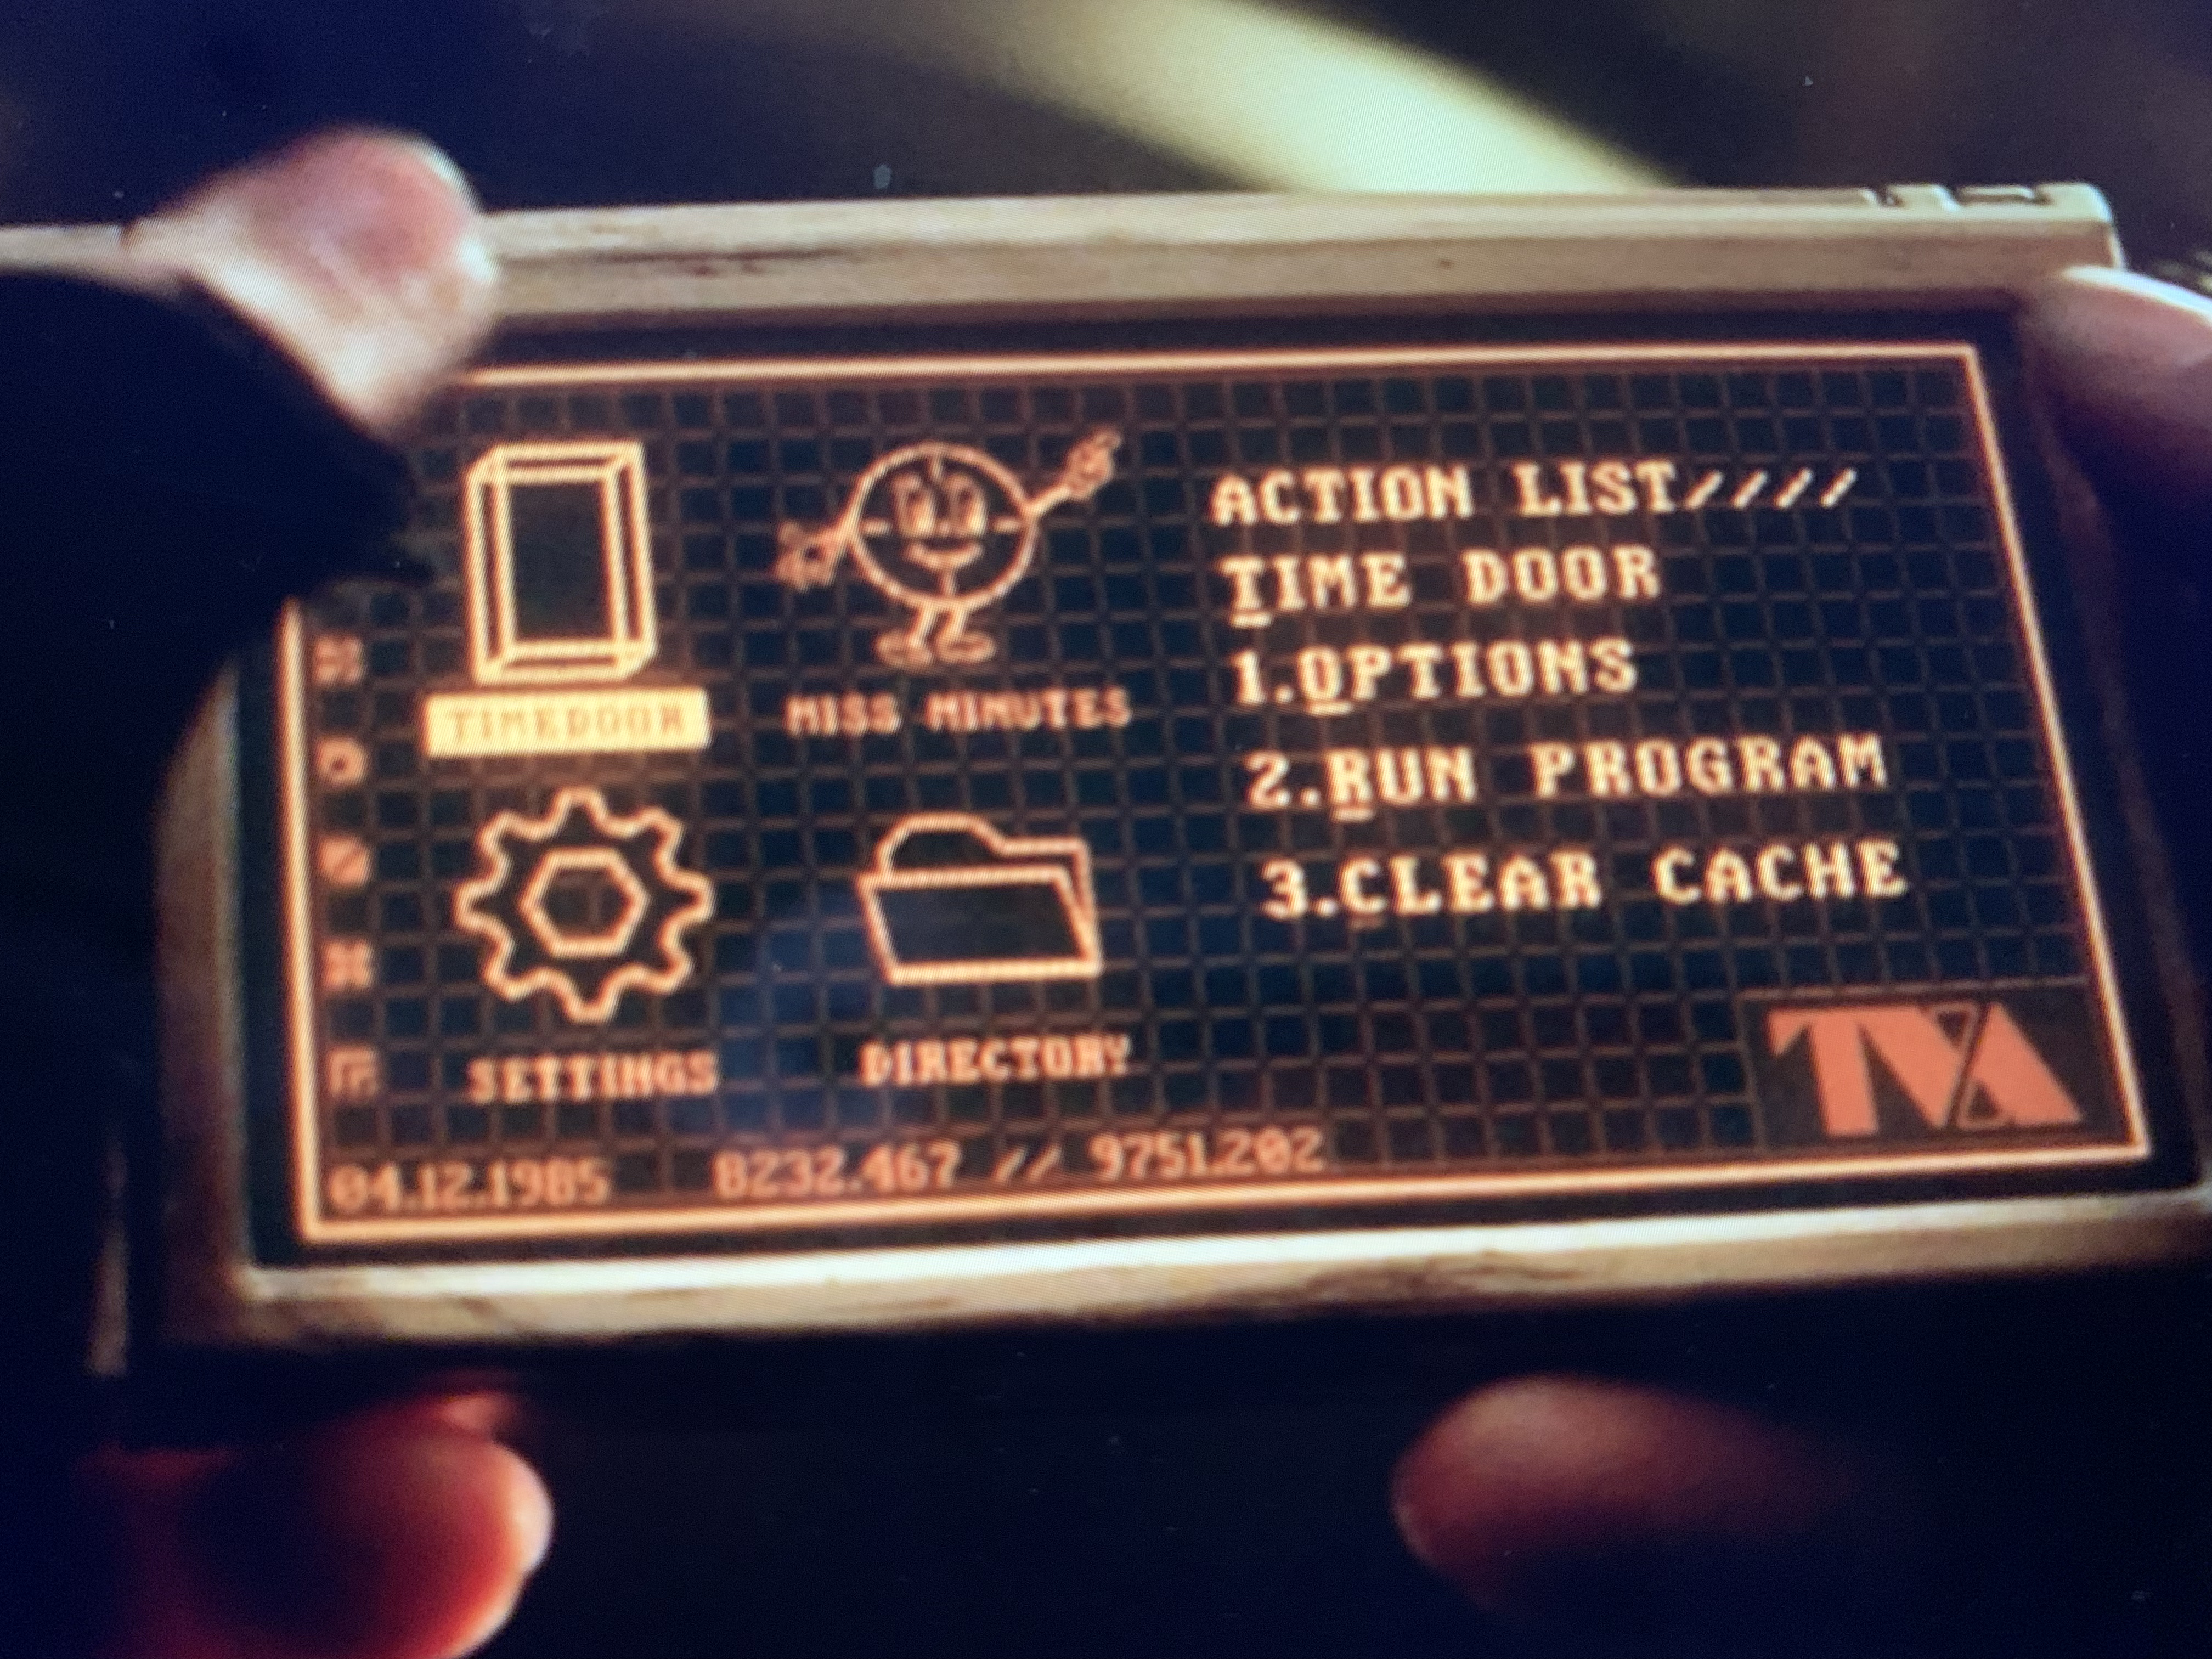 TIMEDOOR
MISS MINUTES
SETTINGS
DIRECTORY
ACTION LIST////
TIME DOOR
1.OPTIONS
2.RUN PROGRAM
3.CLEAR CACHE
TVA
04.12.1985 8232.467 // 9751.202